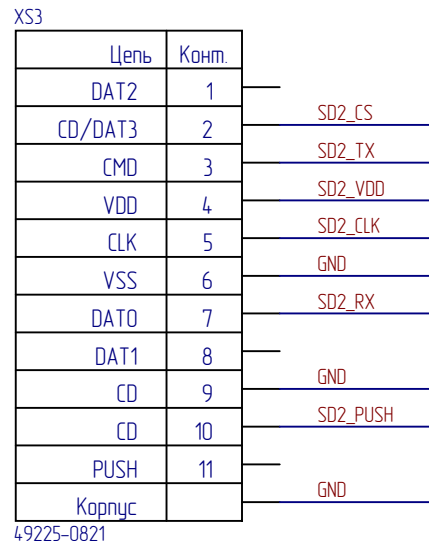 XS3
Цепь Конт.
DAT2 1
CD/DAT3 2 SD2_CS
CMD 3 SD2_TX
VDD 4 SD2_VDD
CLK 5 SD2_CLK
VSS 6 GND
DAT0 7 SD2_RX
DAT1 8
CD 9 GND
CD 10 SD2_PUSH
PUSH 11
Корпус GND
49225-0821